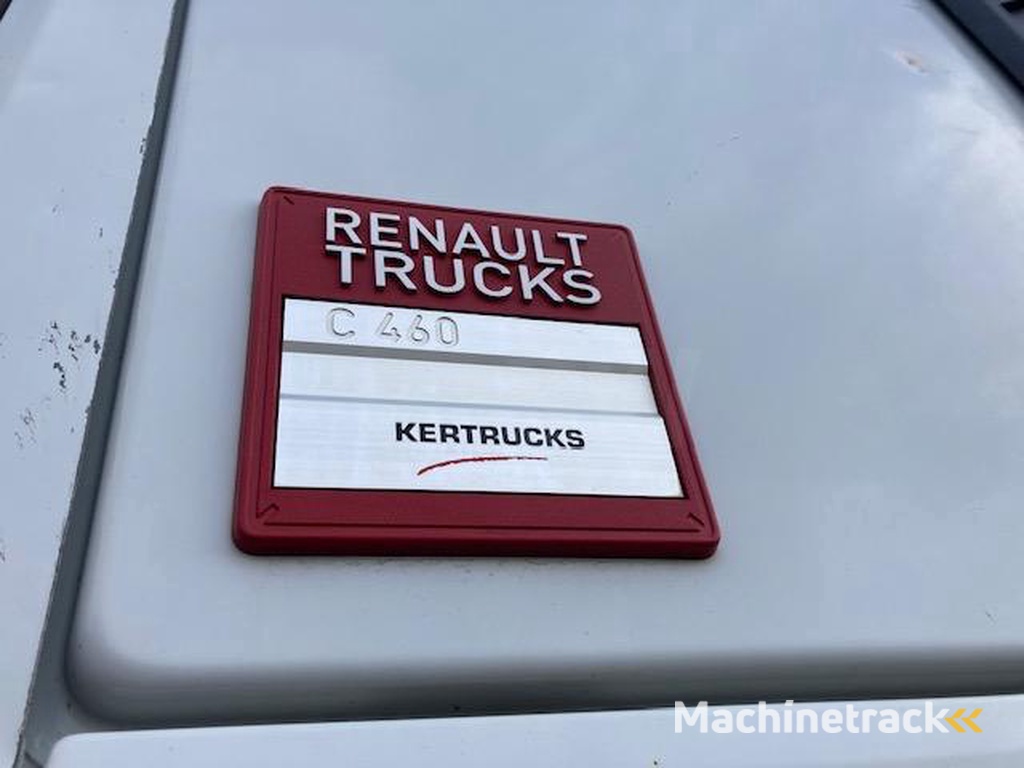 RENAULT
TRUCKS
C 460
KERTRUCKS
Machinetrack